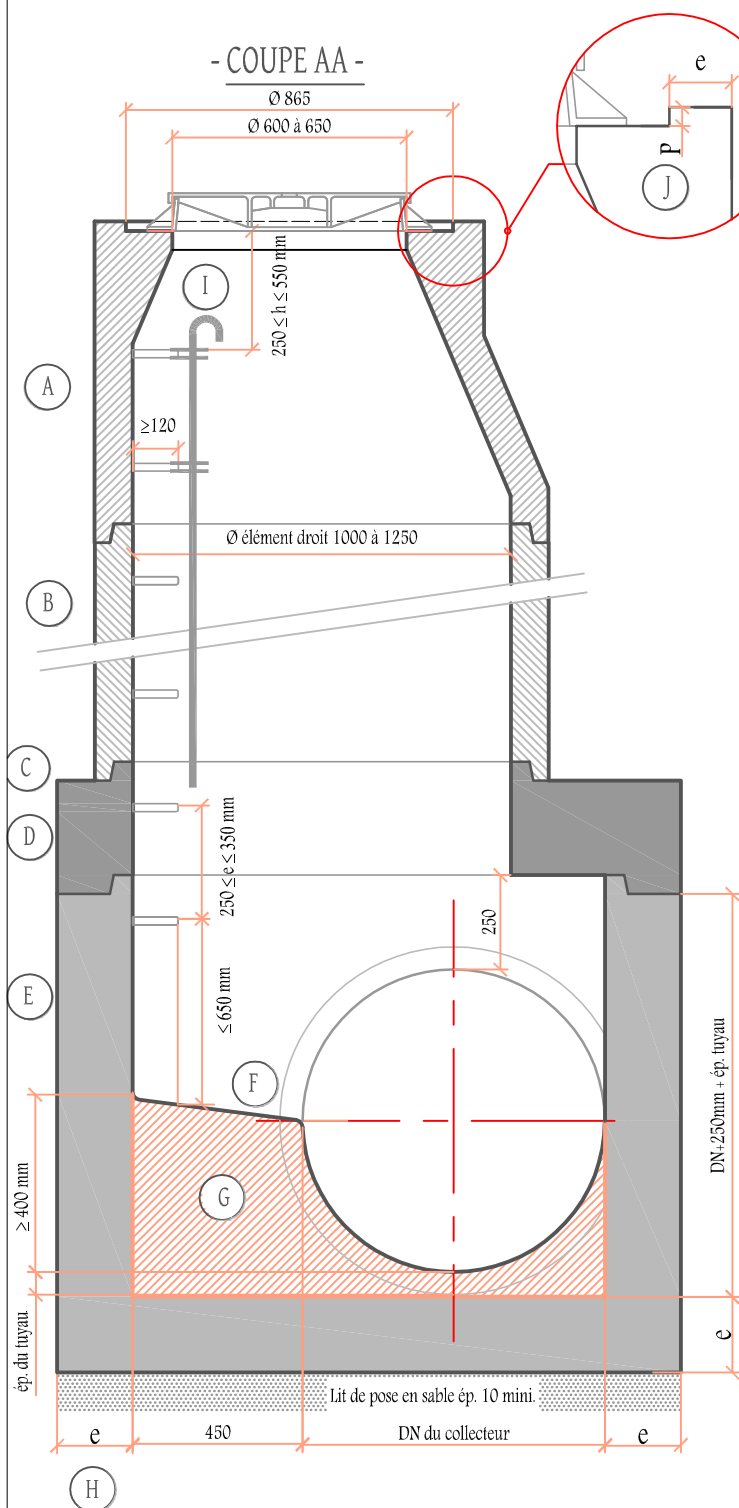 - COUPE AA -
Ø 865
Ø 600 à 650
e
P
J
I
250 ≤ h ≤ 550 mm
A
≥120
Ø élément droit 1000 à 1250
B
C
D
250 ≤ e ≤ 350 mm
250
E
≤ 650 mm
F
DN+250mm + ép. tuyau
G
≥ 400 mm
ép. du tuyau
e
Lit de pose en sable ép. 10 mini.
e
450
DN du collecteur
e
H